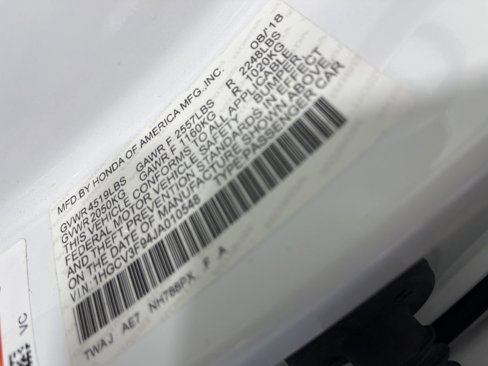 MFD.BY HONDA OF AMERICA MFG.,INC. 08/18
GVWR 4519LBS GAWR F 2557LBS R 2248LBS
GVWR 2050KG GAWR F 1160KG R 1020KG
THIS VEHICLE CONFORMS TO ALL APPLICABLE
FEDERAL MOTOR VEHICLE SAFETY, BUMPER,
AND THEFT PREVENTION STANDARDS IN EFFECT
ON THE DATE OF MANUFACTURE SHOWN ABOVE.
VIN: 1HGCV3F94JA010548 TYPE:PASSENGER CAR
TWAJ AE7 NH788PX F A
VC